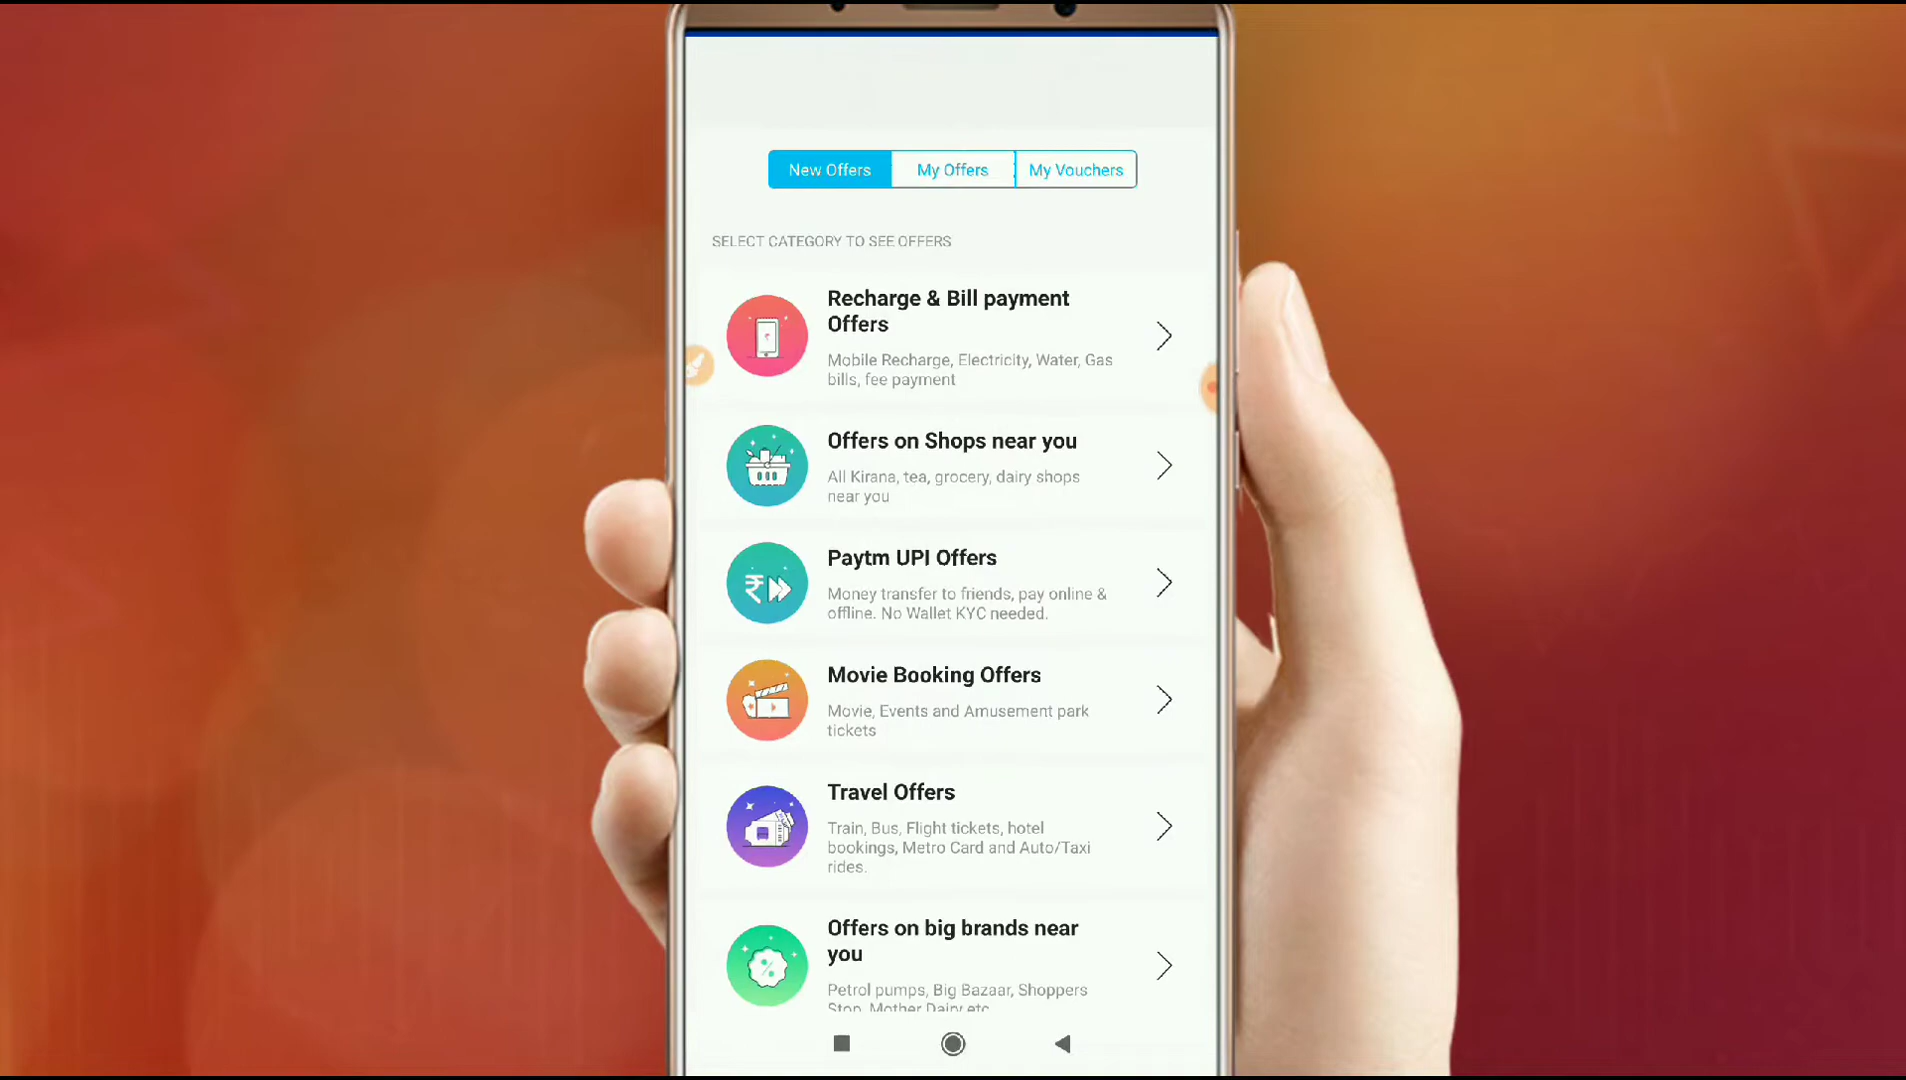 New Offers
My Offers
My Vouchers
SELECT CATEGORY TO SEE OFFERS
Recharge & Bill payment
Offers
Mobile Recharge, Electricity, Water, Gas
bills, fee payment
Offers on Shops near you
All Kirana, tea, grocery, dairy shops
near you
Paytm UPI Offers
Money transfer to friends, pay online &
offline. No Wallet KYC needed.
Movie Booking Offers
Movie, Events and Amusement park
tickets
Travel Offers
Train, Bus, Flight tickets, hotel
bookings, Metro Card and Auto/Taxi
rides.
Offers on big brands near
you
Petrol pumps, Big Bazaar, Shoppers
Stop, Mother Dairy etc